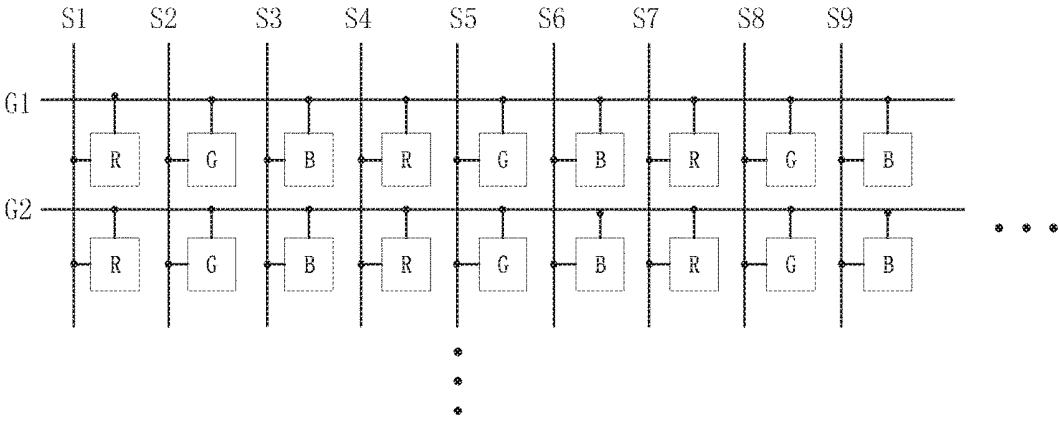 S1 S2 S3 S4 S5 S6 S7 S8 S9
G1
R G B R G B R G B
G2
R G B R G B R G B